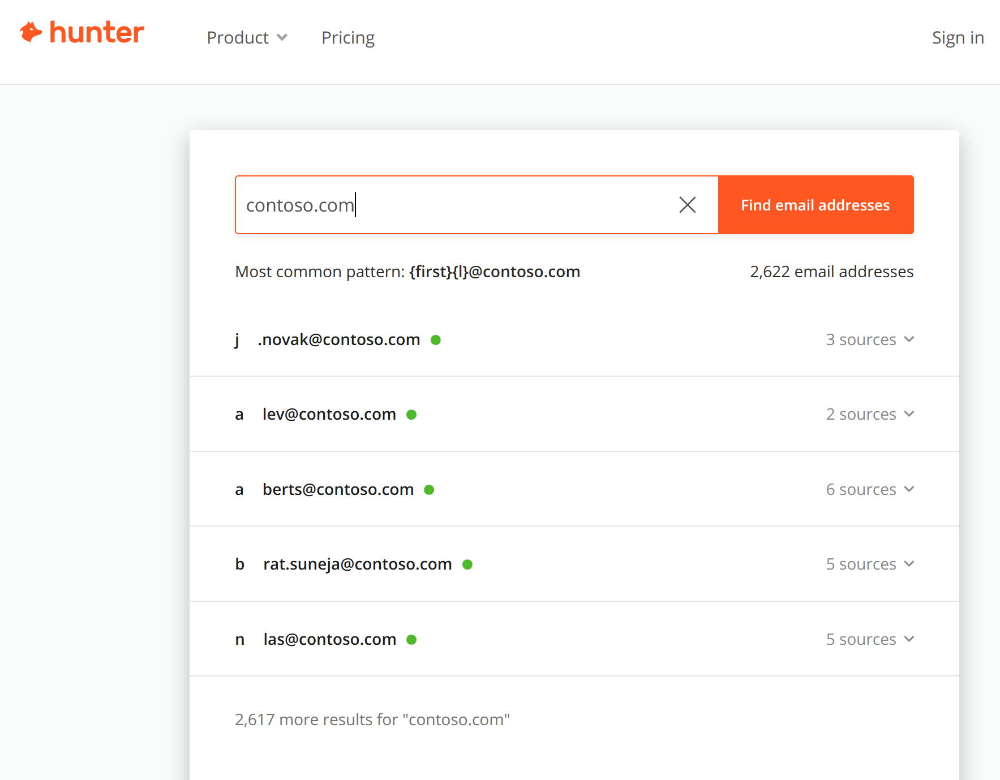 hunter
Product Pricing Sign in
contoso.com Find email addresses
Most common pattern: {first}{l}@contoso.com 2,622 email addresses
j .novak@contoso.com 3 sources
a lev@contoso.com 2 sources
a berts@contoso.com 6 sources
b rat.suneja@contoso.com 5 sources
n las@contoso.com 5 sources
2,617 more results for "contoso.com"